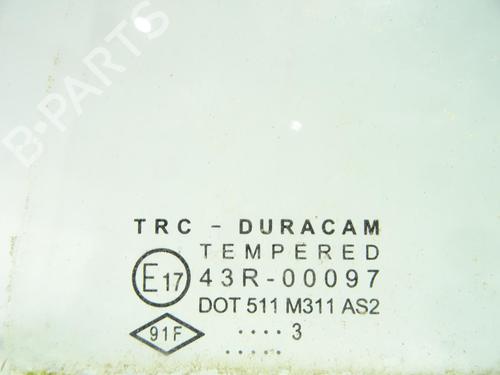 B-PARTS
TRC - DURACAM
TEMPERED
E17 43R-00097
DOT 511 M311 AS2
91F .... 3
.....